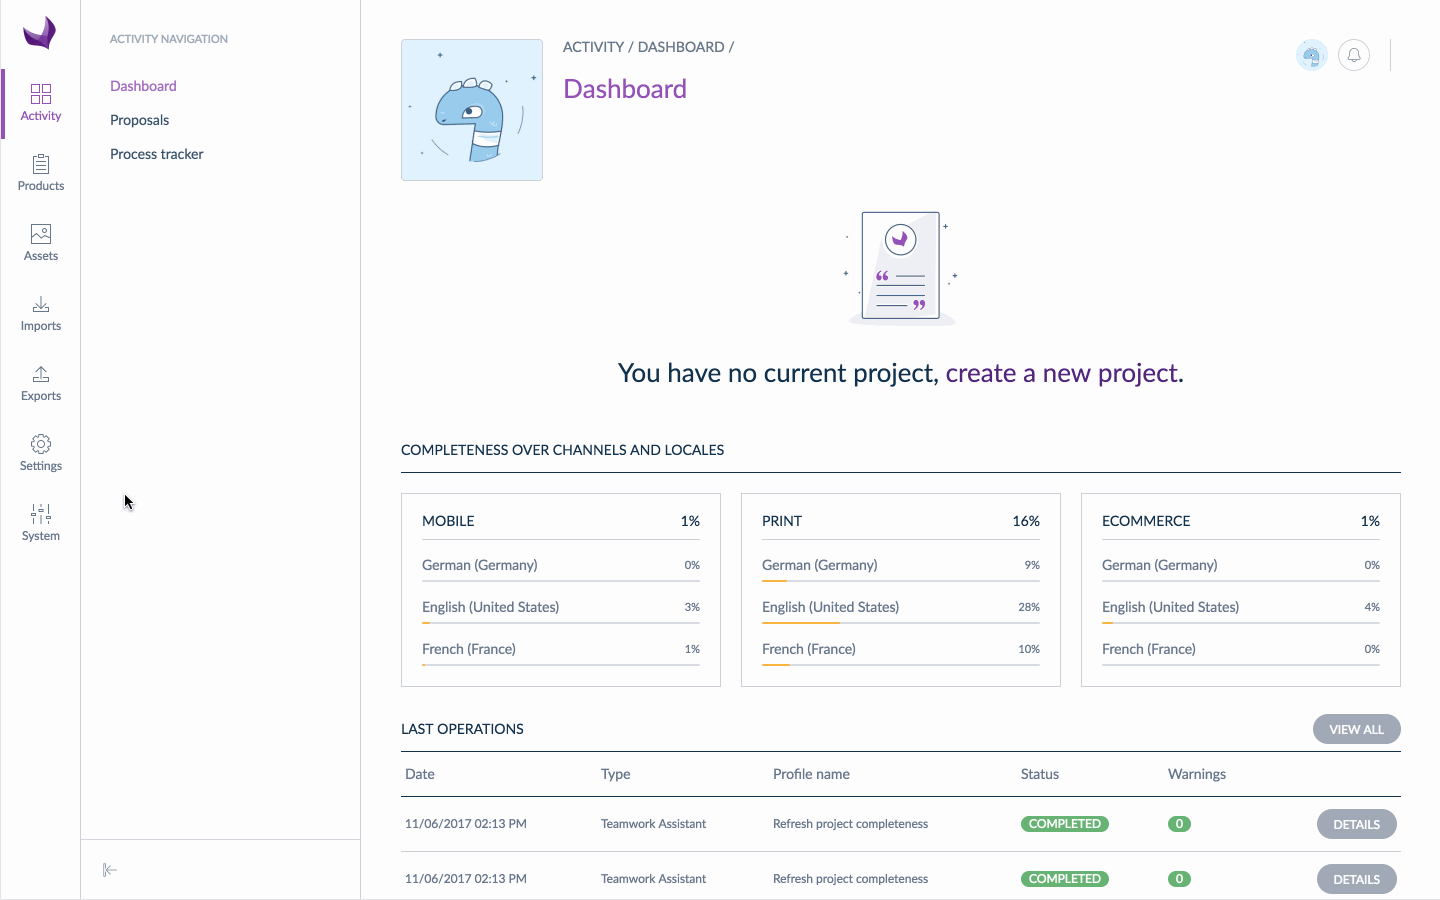 Activity
Products
Assets
Imports
Exports
Settings
System
ACTIVITY NAVIGATION
Dashboard
Proposals
Process tracker
ACTIVITY / DASHBOARD /
Dashboard
You have no current project, create a new project.
COMPLETENESS OVER CHANNELS AND LOCALES
MOBILE 1%
German (Germany) 0%
English (United States) 3%
French (France) 1%
PRINT 16%
German (Germany) 9%
English (United States) 28%
French (France) 10%
ECOMMERCE 1%
German (Germany) 0%
English (United States) 4%
French (France) 0%
LAST OPERATIONS VIEW ALL
Date Type Profile name Status Warnings
11/06/2017 02:13 PM Teamwork Assistant Refresh project completeness COMPLETED 0 DETAILS
11/06/2017 02:13 PM Teamwork Assistant Refresh project completeness COMPLETED 0 DETAILS